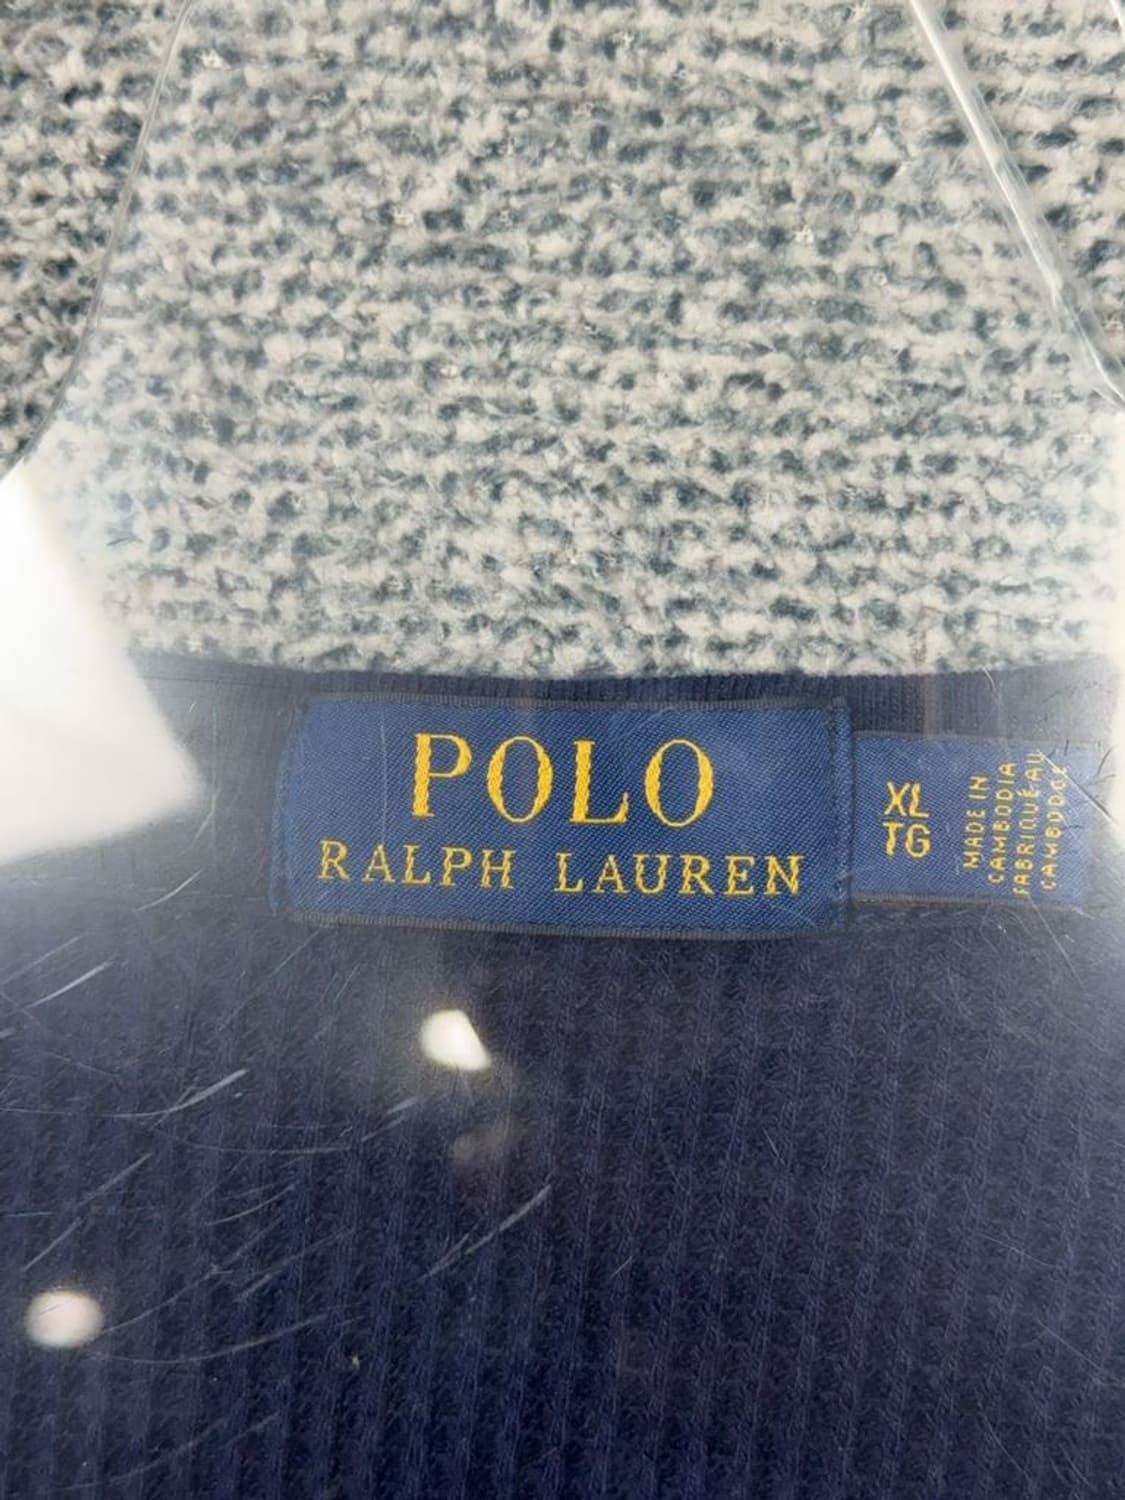 POLO
RALPH LAUREN
XL
TG
MADE IN
CAMBODIA
FABRIQUÉ AU
CAMBODGE